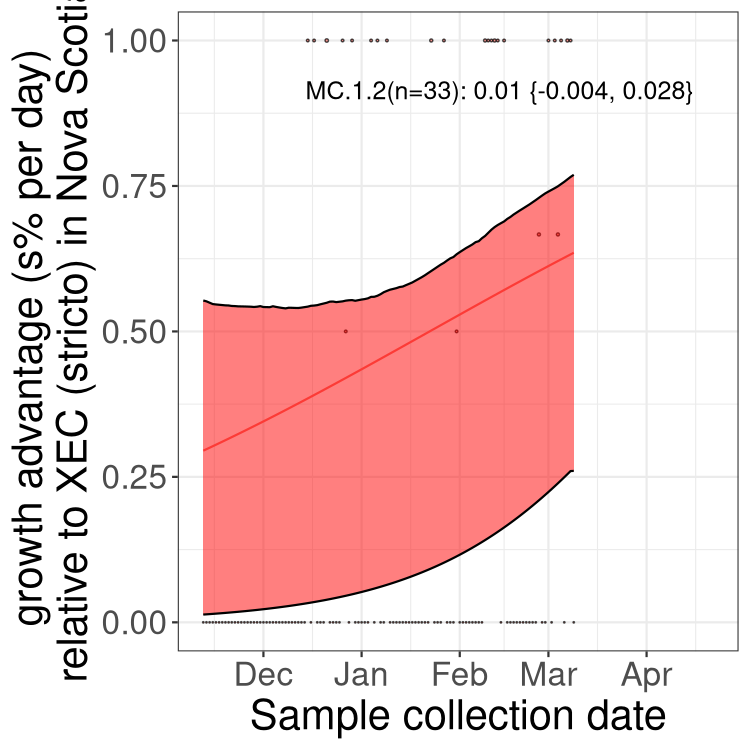 growth advantage (s% per day)
relative to XEC (stricto) in Nova Scotia
1.00
0.75
0.50
0.25
0.00
MC.1.2(n=33): 0.01 {-0.004, 0.028}
Dec Jan Feb Mar Apr
Sample collection date